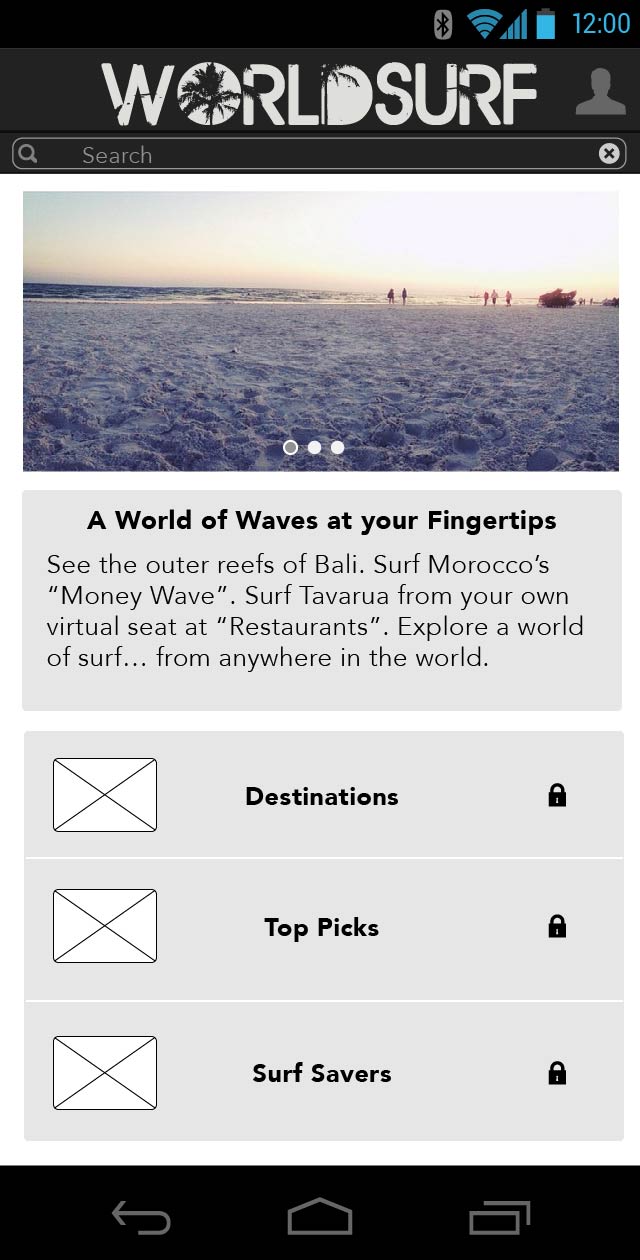 12:00
WORLDSURF
Search
A World of Waves at your Fingertips
See the outer reefs of Bali. Surf Morocco’s
“Money Wave”. Surf Tavarua from your own
virtual seat at “Restaurants”. Explore a world
of surf… from anywhere in the world.
Destinations
Top Picks
Surf Savers